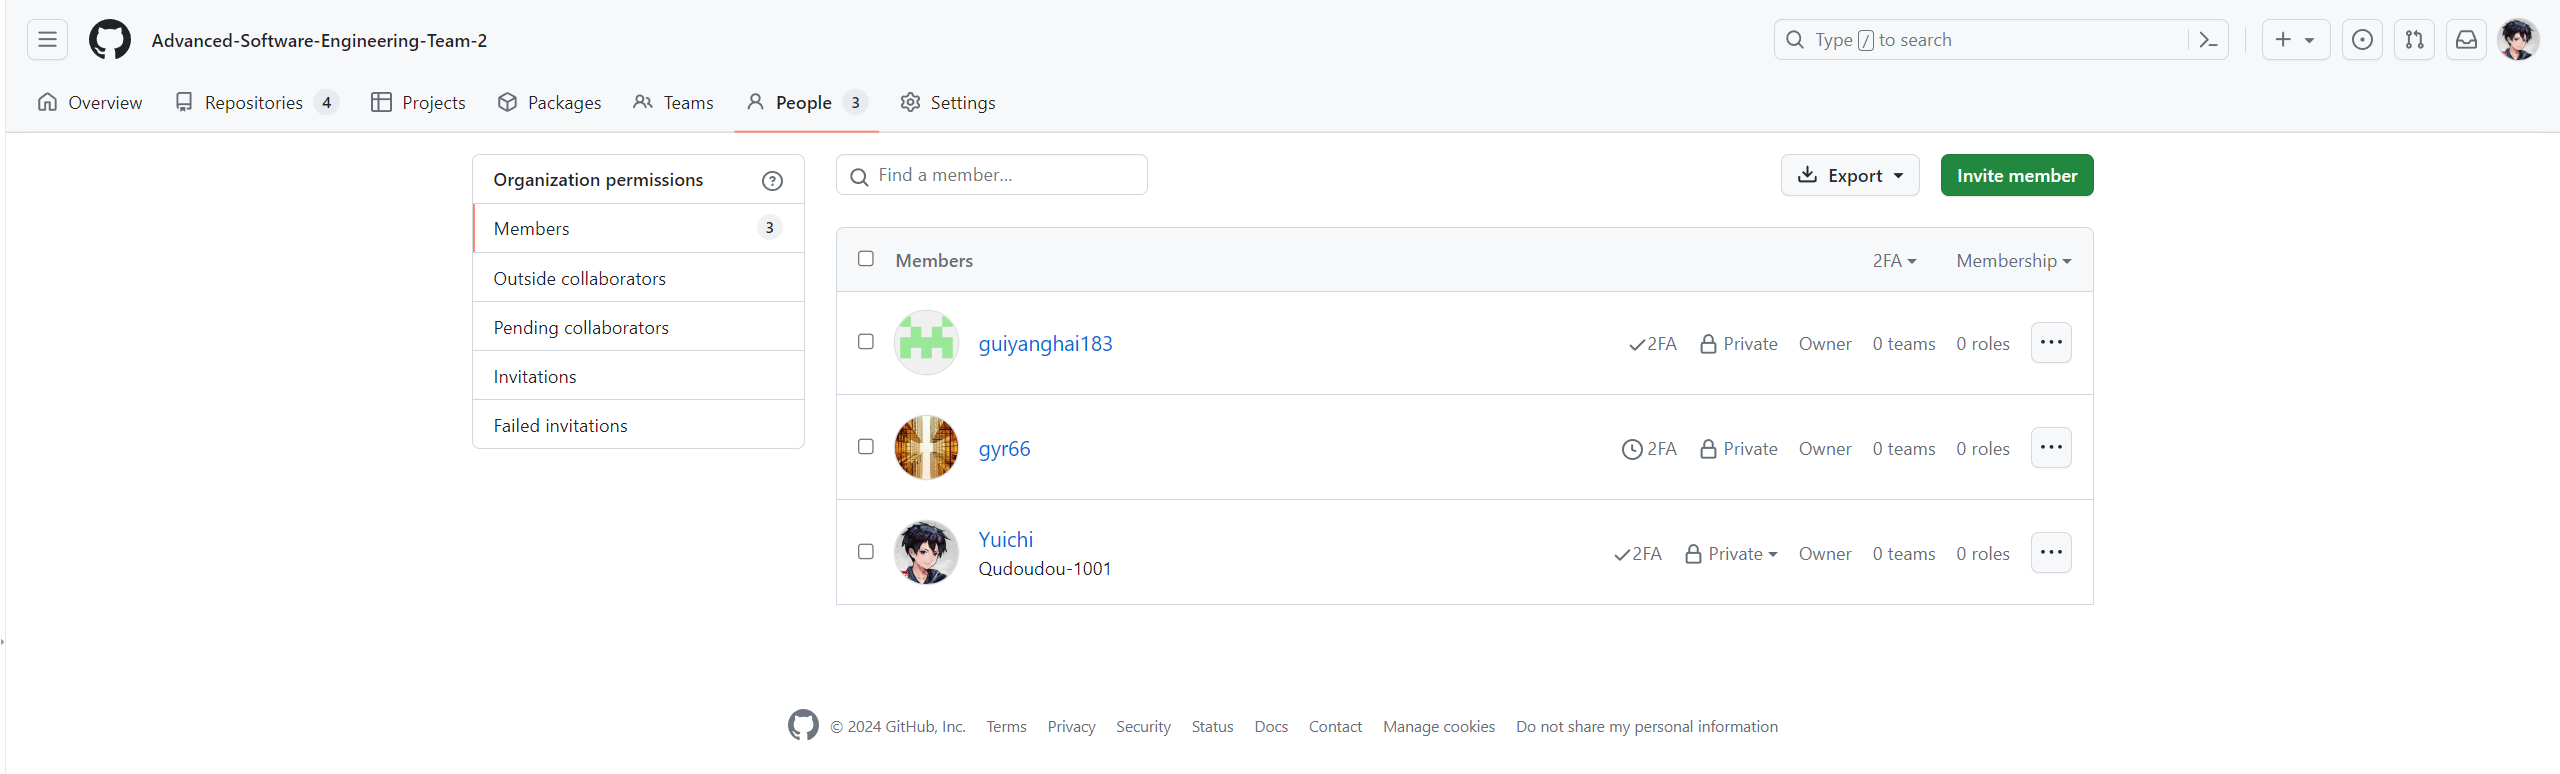 Advanced-Software-Engineering-Team-2
Type / to search
Overview Repositories 4 Projects Packages Teams People 3 Settings
Organization permissions
Members 3
Outside collaborators
Pending collaborators
Invitations
Failed invitations
Find a member...
Export Invite member
Members 2FA Membership
guiyanghai183 2FA Private Owner 0 teams 0 roles
gyr66 2FA Private Owner 0 teams 0 roles
Yuichi
Qudoudou-1001
2FA Private Owner 0 teams 0 roles
© 2024 GitHub, Inc. Terms Privacy Security Status Docs Contact Manage cookies Do not share my personal information